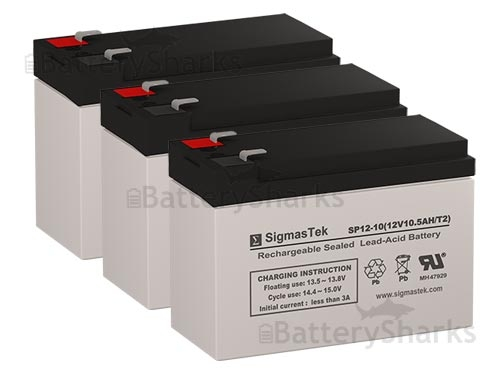 BatterySharks
BatterySharks
SigmasTek
SP12-10(12V10.5AH/T2)
Rechargeable Sealed Lead-Acid Battery
CHARGING INSTRUCTION
Floating use: 13.5 ~ 13.8V
Cycle use: 14.4 ~ 15.0V
Initial current : less than 3A
Pb
MH47929
www.sigmastek.com
BatterySharks